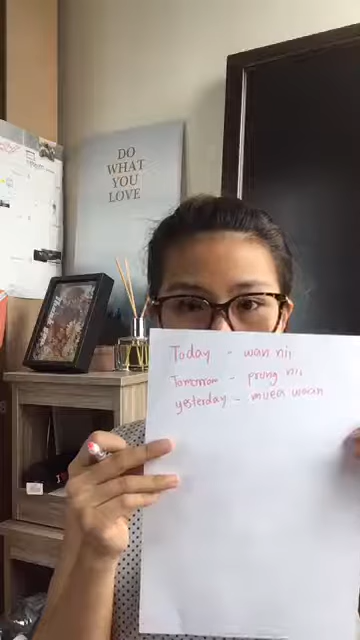 DO
WHAT
YOU
LOVE
Today - wan nii
Tomorrow - prung nii
yesterday - muea waan